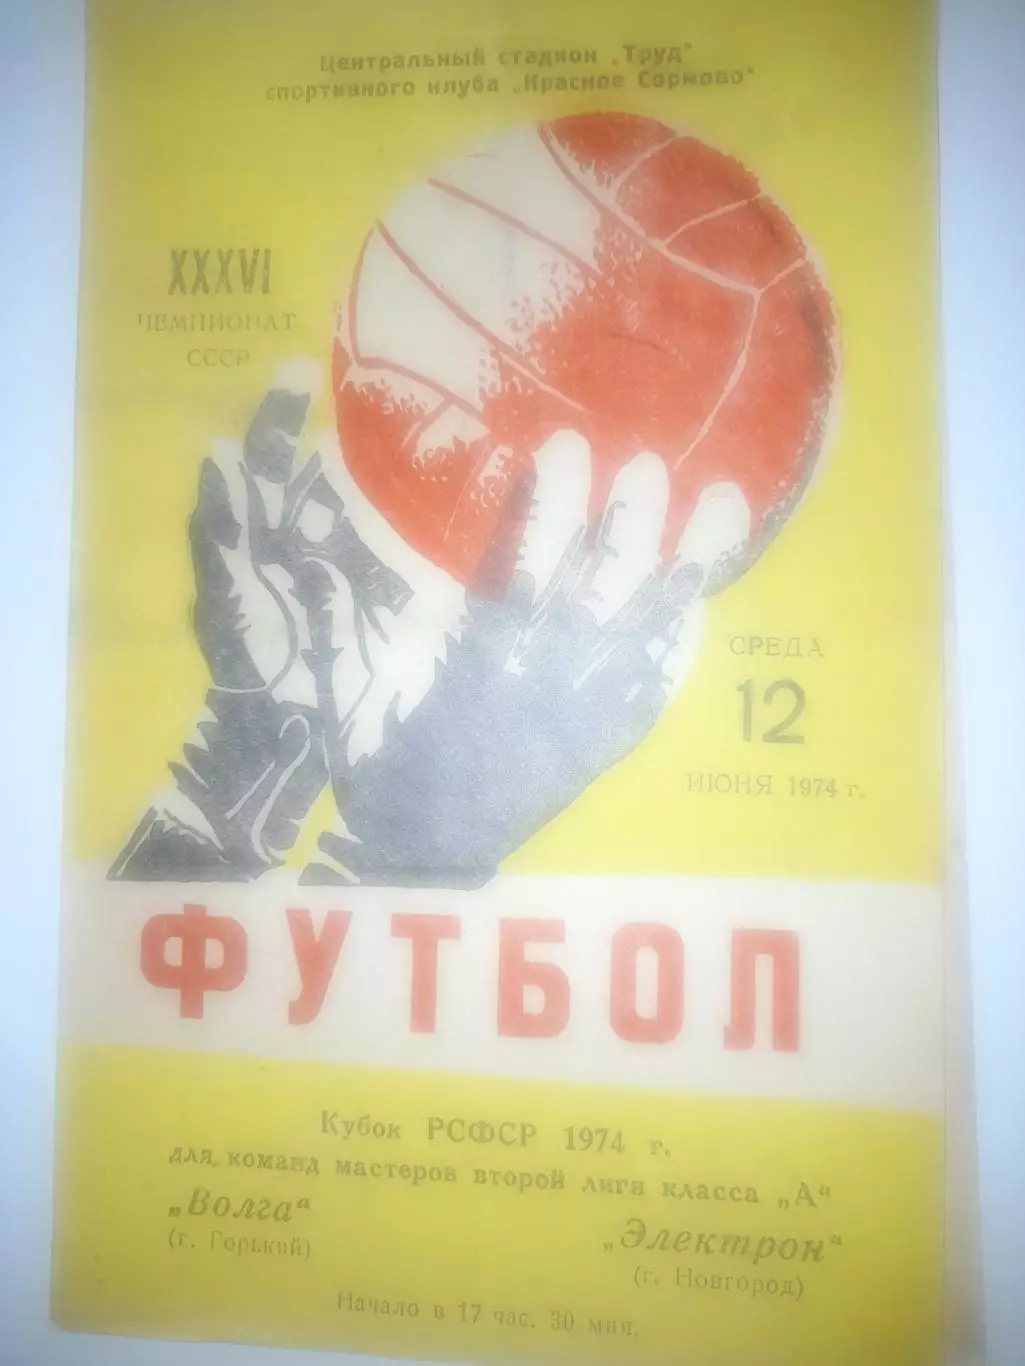 Центральный стадион „Труд"
спортивного клуба „Красное Сормово"
XXXVI
ЧЕМПИОНАТ
СССР
СРЕДА
12
ИЮНЯ 1974 г.
ФУТБОЛ
Кубок РСФСР 1974 г.
для команд мастеров второй лиги класса „А“
„Волга“
(г. Горький)
„Электрон“
(г. Новгород)
Начало в 17 час. 30 мин.